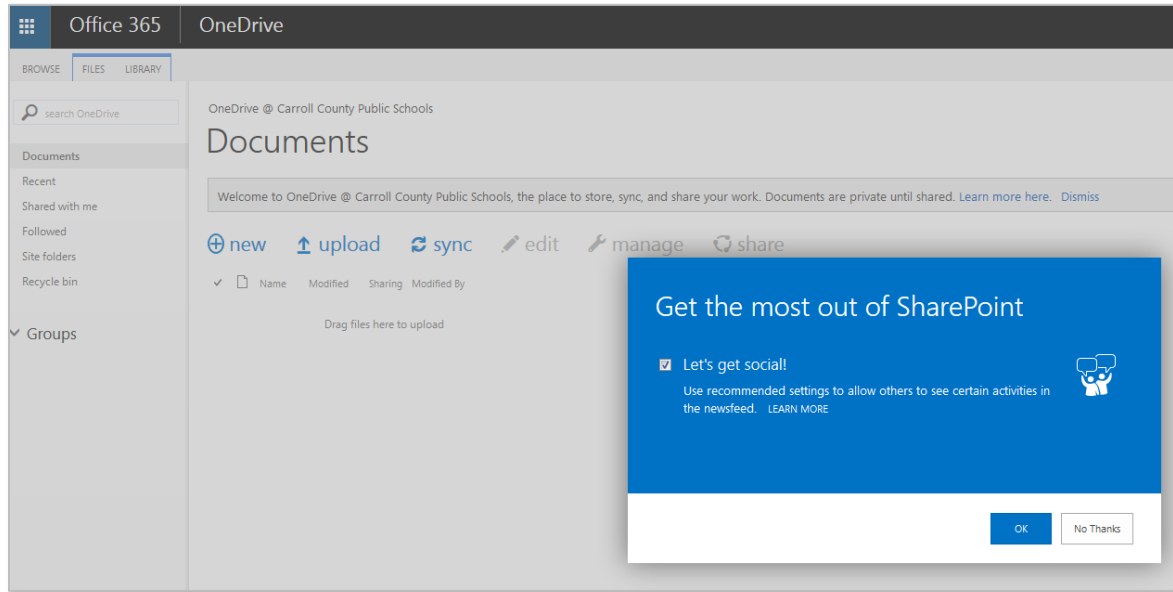 Office 365 OneDrive
BROWSE FILES LIBRARY
search OneDrive
Documents
Recent
Shared with me
Followed
Site folders
Recycle bin
Groups
OneDrive @ Carroll County Public Schools
Documents
Welcome to OneDrive @ Carroll County Public Schools, the place to store, sync, and share your work. Documents are private until shared. Learn more here. Dismiss
new upload sync edit manage share
Name Modified Sharing Modified By
Drag files here to upload
Get the most out of SharePoint
Let's get social!
Use recommended settings to allow others to see certain activities in
the newsfeed. LEARN MORE
OK No Thanks